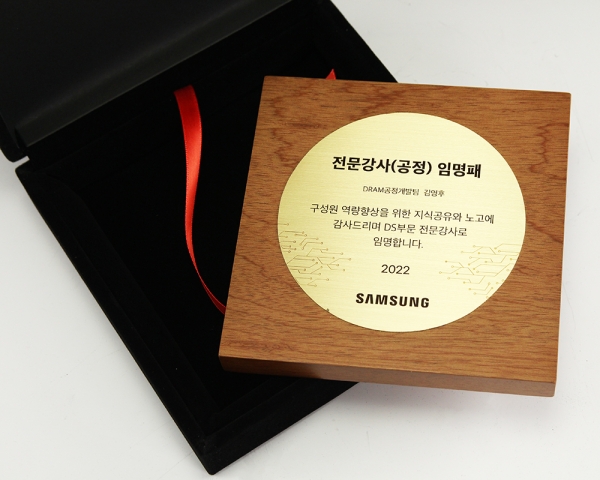 전문강사(공정) 임명패
DRAM공정개발팀 김영후
구성원 역량향상을 위한 지식공유와 노고에
감사드리며 DS부문 전문강사로
임명합니다.
2022
SAMSUNG